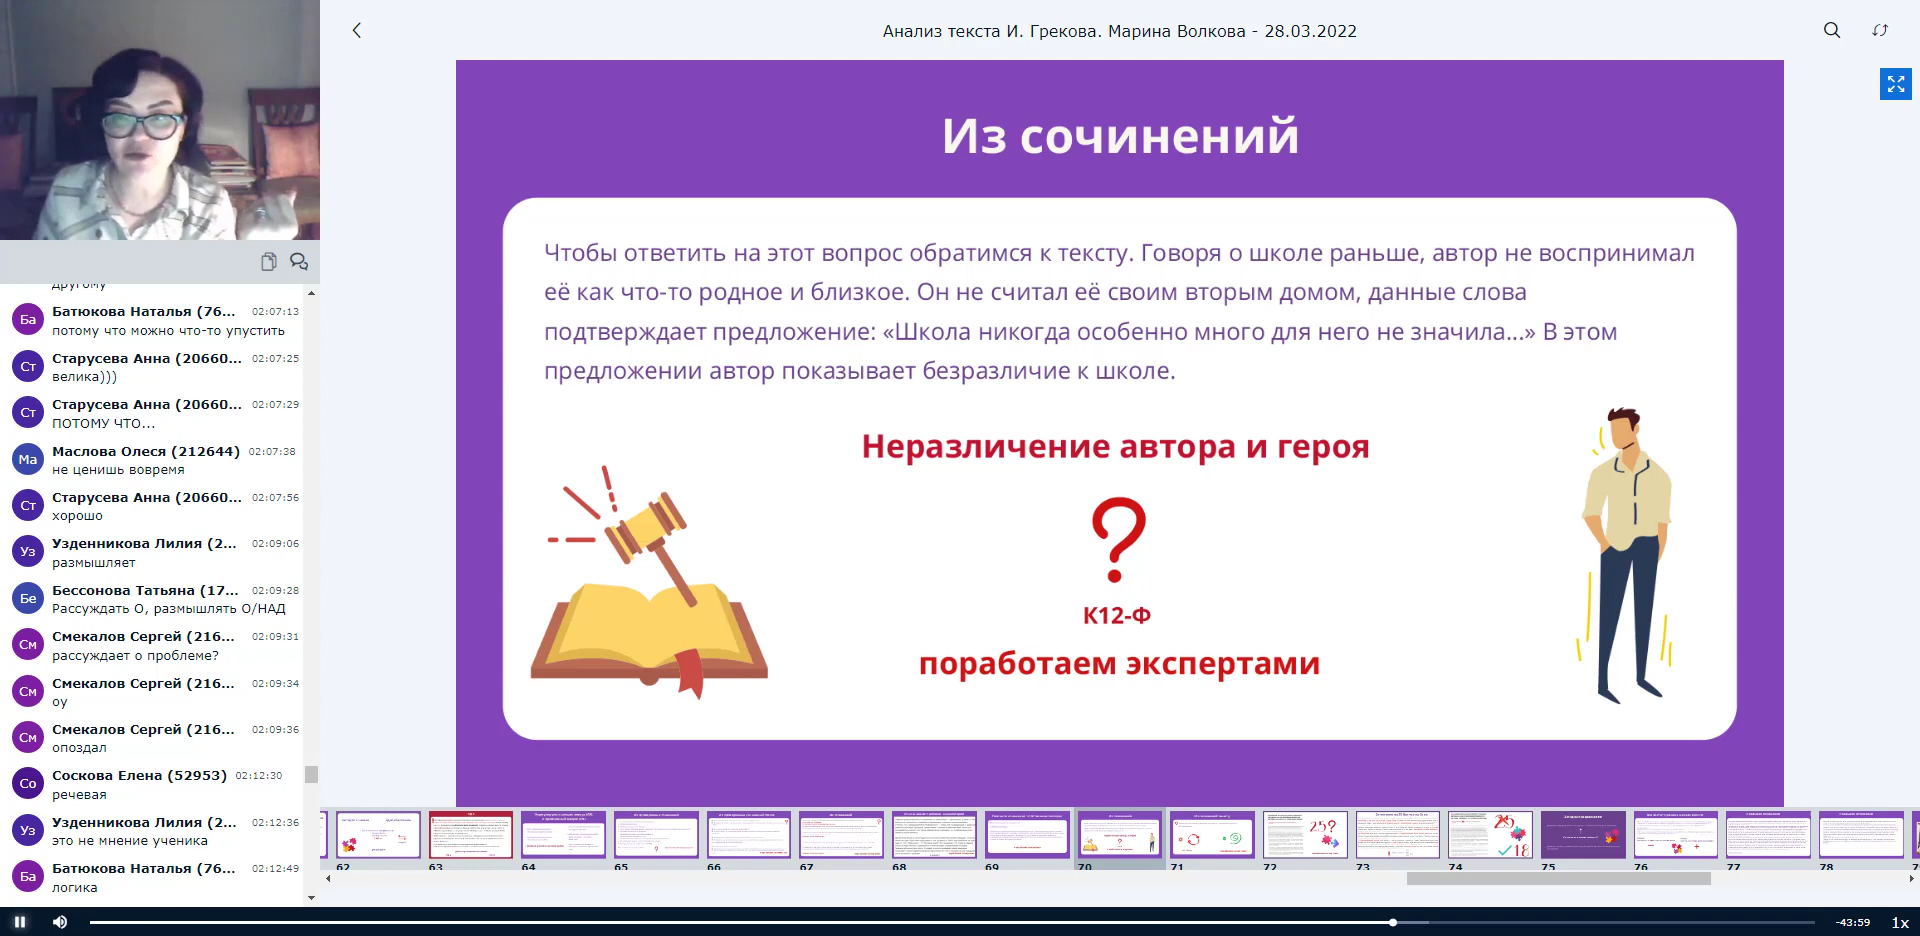 Анализ текста И. Грекова. Марина Волкова - 28.03.2022
Из сочинений
Чтобы ответить на этот вопрос обратимся к тексту. Говоря о школе раньше, автор не воспринимал
её как что-то родное и близкое. Он не считал её своим вторым домом, данные слова
подтверждает предложение: «Школа никогда особенно много для него не значила...» В этом
предложении автор показывает безразличие к школе.
Неразличение автора и героя
?
К12-Ф
поработаем экспертами
другому
Ба Батюкова Наталья (76... 02:07:13
потому что можно что-то упустить
Ст Старусева Анна (20660... 02:07:25
велика)))
Ст Старусева Анна (20660... 02:07:29
ПОТОМУ ЧТО...
Ма Маслова Олеся (212644) 02:07:38
не ценишь вовремя
Ст Старусева Анна (20660... 02:07:56
хорошо
Уз Узденникова Лилия (2... 02:09:06
размышляет
Бе Бессонова Татьяна (17... 02:09:28
Рассуждать О, размышлять О/НАД
См Смекалов Сергей (216... 02:09:31
рассуждает о проблеме?
См Смекалов Сергей (216... 02:09:34
оу
См Смекалов Сергей (216... 02:09:36
опоздал
Со Соскова Елена (52953) 02:12:30
речевая
Уз Узденникова Лилия (2... 02:12:36
это не мнение ученика
Ба Батюкова Наталья (76... 02:12:49
логика
62 63 64 65 66 67 68 69 70 71 72 73 74 75 76 77 78
-43:59 1x